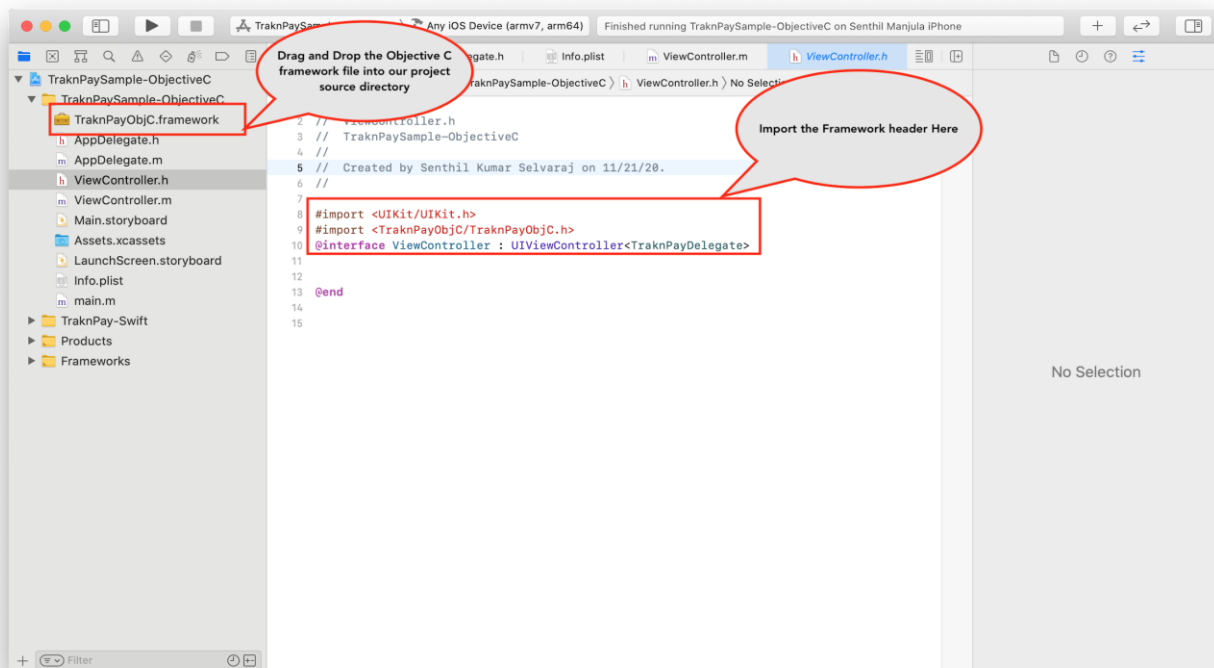 TraknPaySam
Any iOS Device (armv7, arm64)
Finished running TraknPaySample-ObjectiveC on Senthil Manjula iPhone
Drag and Drop the Objective C
framework file into our project
source directory
egate.h
Info.plist
m ViewController.m
h ViewController.h
raknPaySample-ObjectiveC 〉 h ViewController.h 〉 No Selection
TraknPaySample-ObjectiveC
TraknPaySample-ObjectiveC
TraknPayObjC.framework
h AppDelegate.h
m AppDelegate.m
h ViewController.h
m ViewController.m
Main.storyboard
Assets.xcassets
LaunchScreen.storyboard
Info.plist
m main.m
TraknPay-Swift
Products
Frameworks
Filter
2 // ViewController.h
3 // TraknPaySample-ObjectiveC
4 //
5 // Created by Senthil Kumar Selvaraj on 11/21/20.
6 //
7
8 #import <UIKit/UIKit.h>
9 #import <TraknPayObjC/TraknPayObjC.h>
10 @interface ViewController : UIViewController<TraknPayDelegate>
11
12
13 @end
14
15
Import the Framework header Here
No Selection